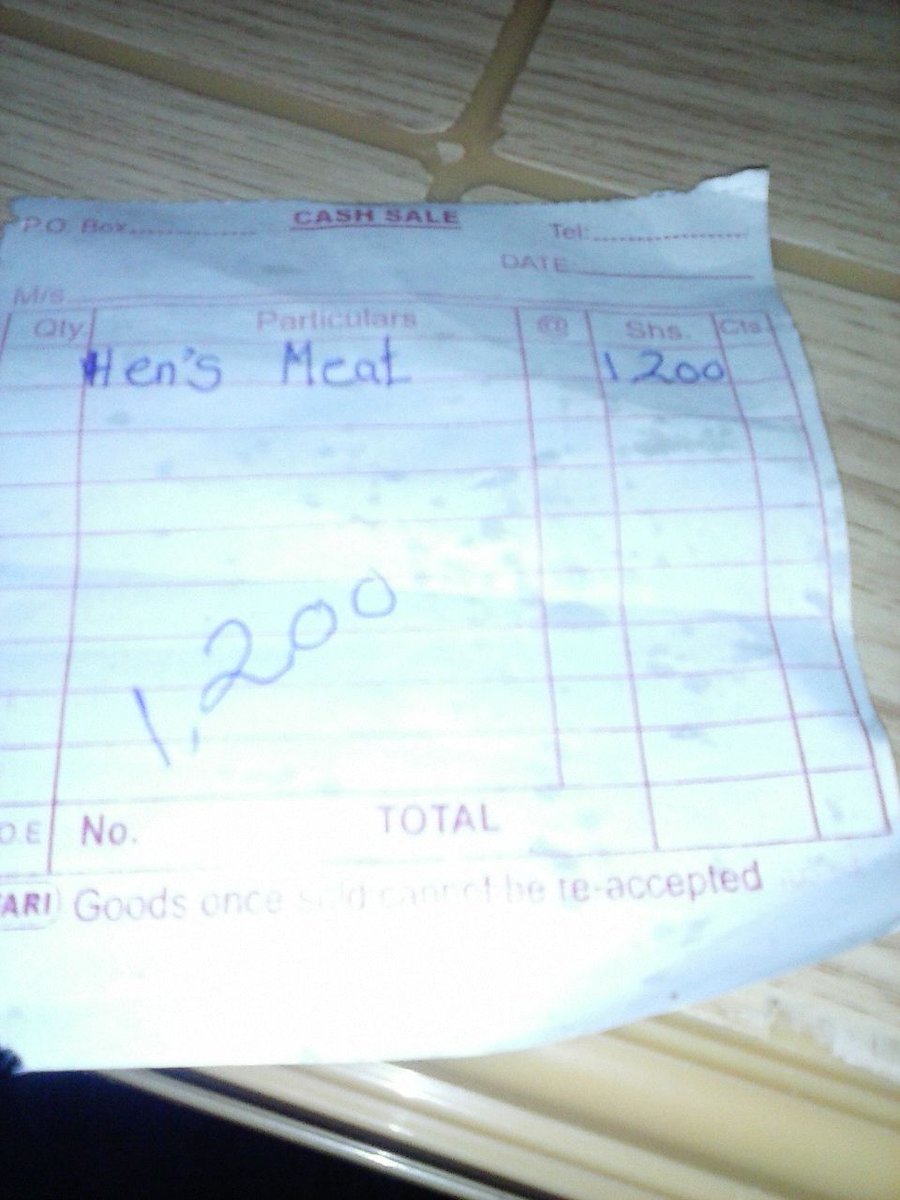 CASH SALE
P.O. Box..................... Tel:.....................
DATE:
M/s
Qty Particulars @ Shs. Cts.
Hen's Meat 1200
1,200
O.E No. TOTAL
ARI) Goods once sold cannot be re-accepted